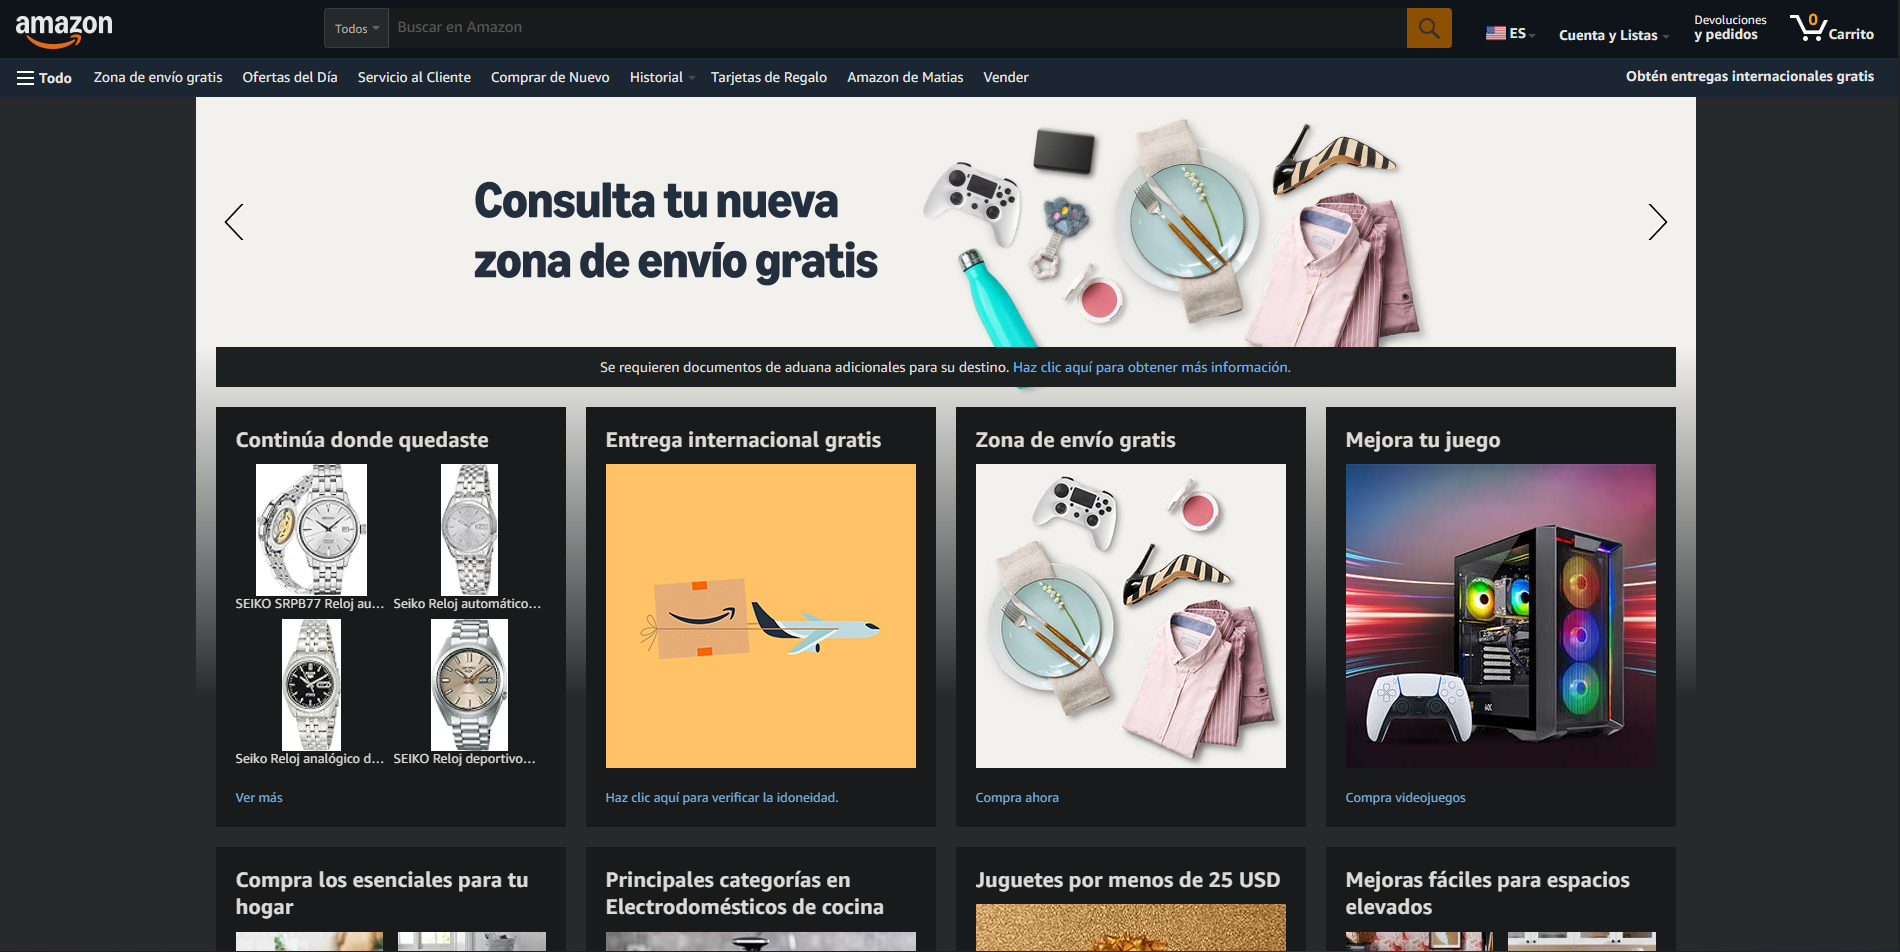 amazon
Todos
Buscar en Amazon
ES
Cuenta y Listas
Devoluciones
y pedidos
0
Carrito
Todo
Zona de envío gratis
Ofertas del Día
Servicio al Cliente
Comprar de Nuevo
Historial
Tarjetas de Regalo
Amazon de Matias
Vender
Obtén entregas internacionales gratis
Consulta tu nueva
zona de envío gratis
Se requieren documentos de aduana adicionales para su destino. Haz clic aquí para obtener más información.
Continúa donde quedaste
SEIKO SRPB77 Reloj au...
Seiko Reloj automático...
Seiko Reloj analógico d...
SEIKO Reloj deportivo...
Ver más
Entrega internacional gratis
Haz clic aquí para verificar la idoneidad.
Zona de envío gratis
Compra ahora
Mejora tu juego
Compra videojuegos
Compra los esenciales para tu
hogar
Principales categorías en
Electrodomésticos de cocina
Juguetes por menos de 25 USD
Mejoras fáciles para espacios
elevados